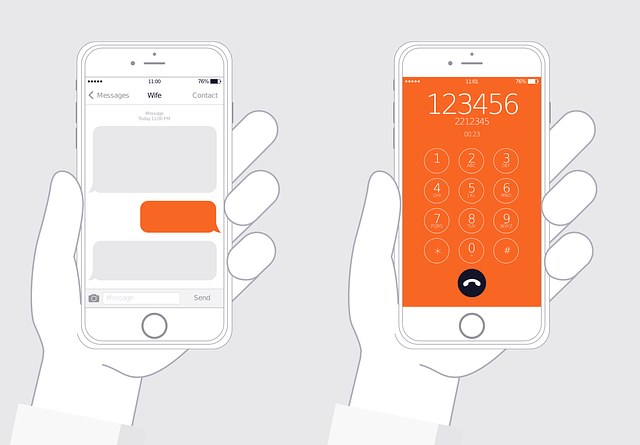 11:00
76%
Messages
Wife
Contact
iMessage
Today 11:00 PM
Message
Send
11:01
76%
123456
2212345
00:23
1
2
ABC
3
DEF
4
GHI
5
JKL
6
MNO
7
PQRS
8
TUV
9
WXYZ
*
0
+
#